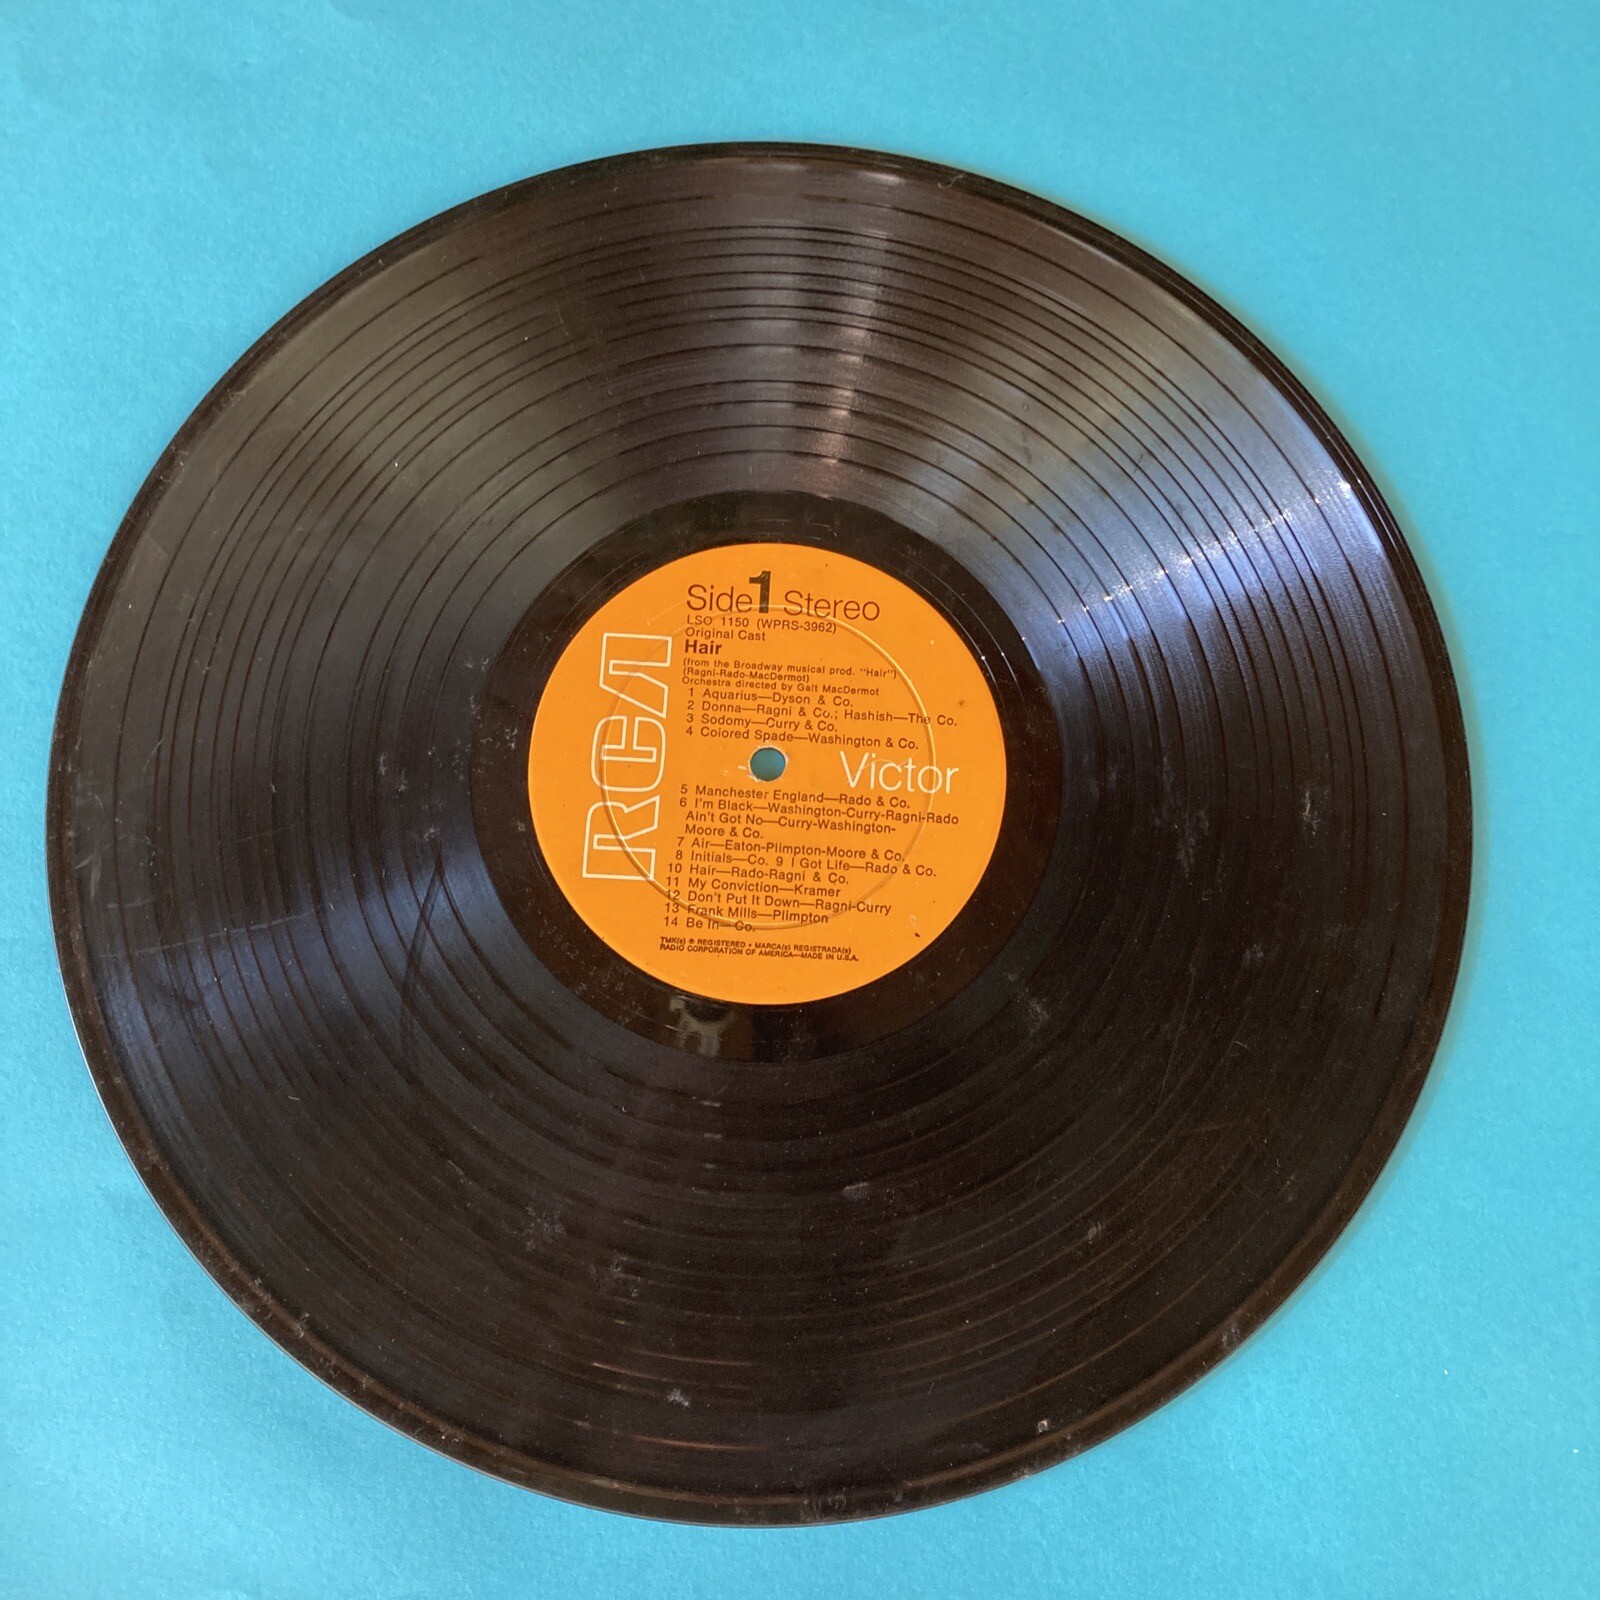 Side 1 Stereo
LSO 1150 (WPRS-3962)
Original Cast
Hair
(from the Broadway musical prod. "Hair")
(Ragni-Rado-MacDermot)
Orchestra directed by Galt MacDermot
1 Aquarius—Dyson & Co.
2 Donna—Ragni & Co.; Hashish—The Co.
3 Sodomy—Curry & Co.
4 Colored Spade—Washington & Co.
RCA
Victor
5 Manchester England—Rado & Co.
6 I'm Black—Washington-Curry-Ragni-Rado
Ain't Got No—Curry-Washington-
Moore & Co.
7 Air—Eaton-Plimpton-Moore & Co.
8 Initials—Co. 9 I Got Life—Rado & Co.
10 Hair—Rado-Ragni & Co.
11 My Conviction—Kramer
12 Don't Put It Down—Ragni-Curry
13 Frank Mills—Plimpton
14 Be In—Co.
TMK(s) ® REGISTERED • MARCA(s) REGISTRADA(s)
RADIO CORPORATION OF AMERICA—MADE IN U.S.A.